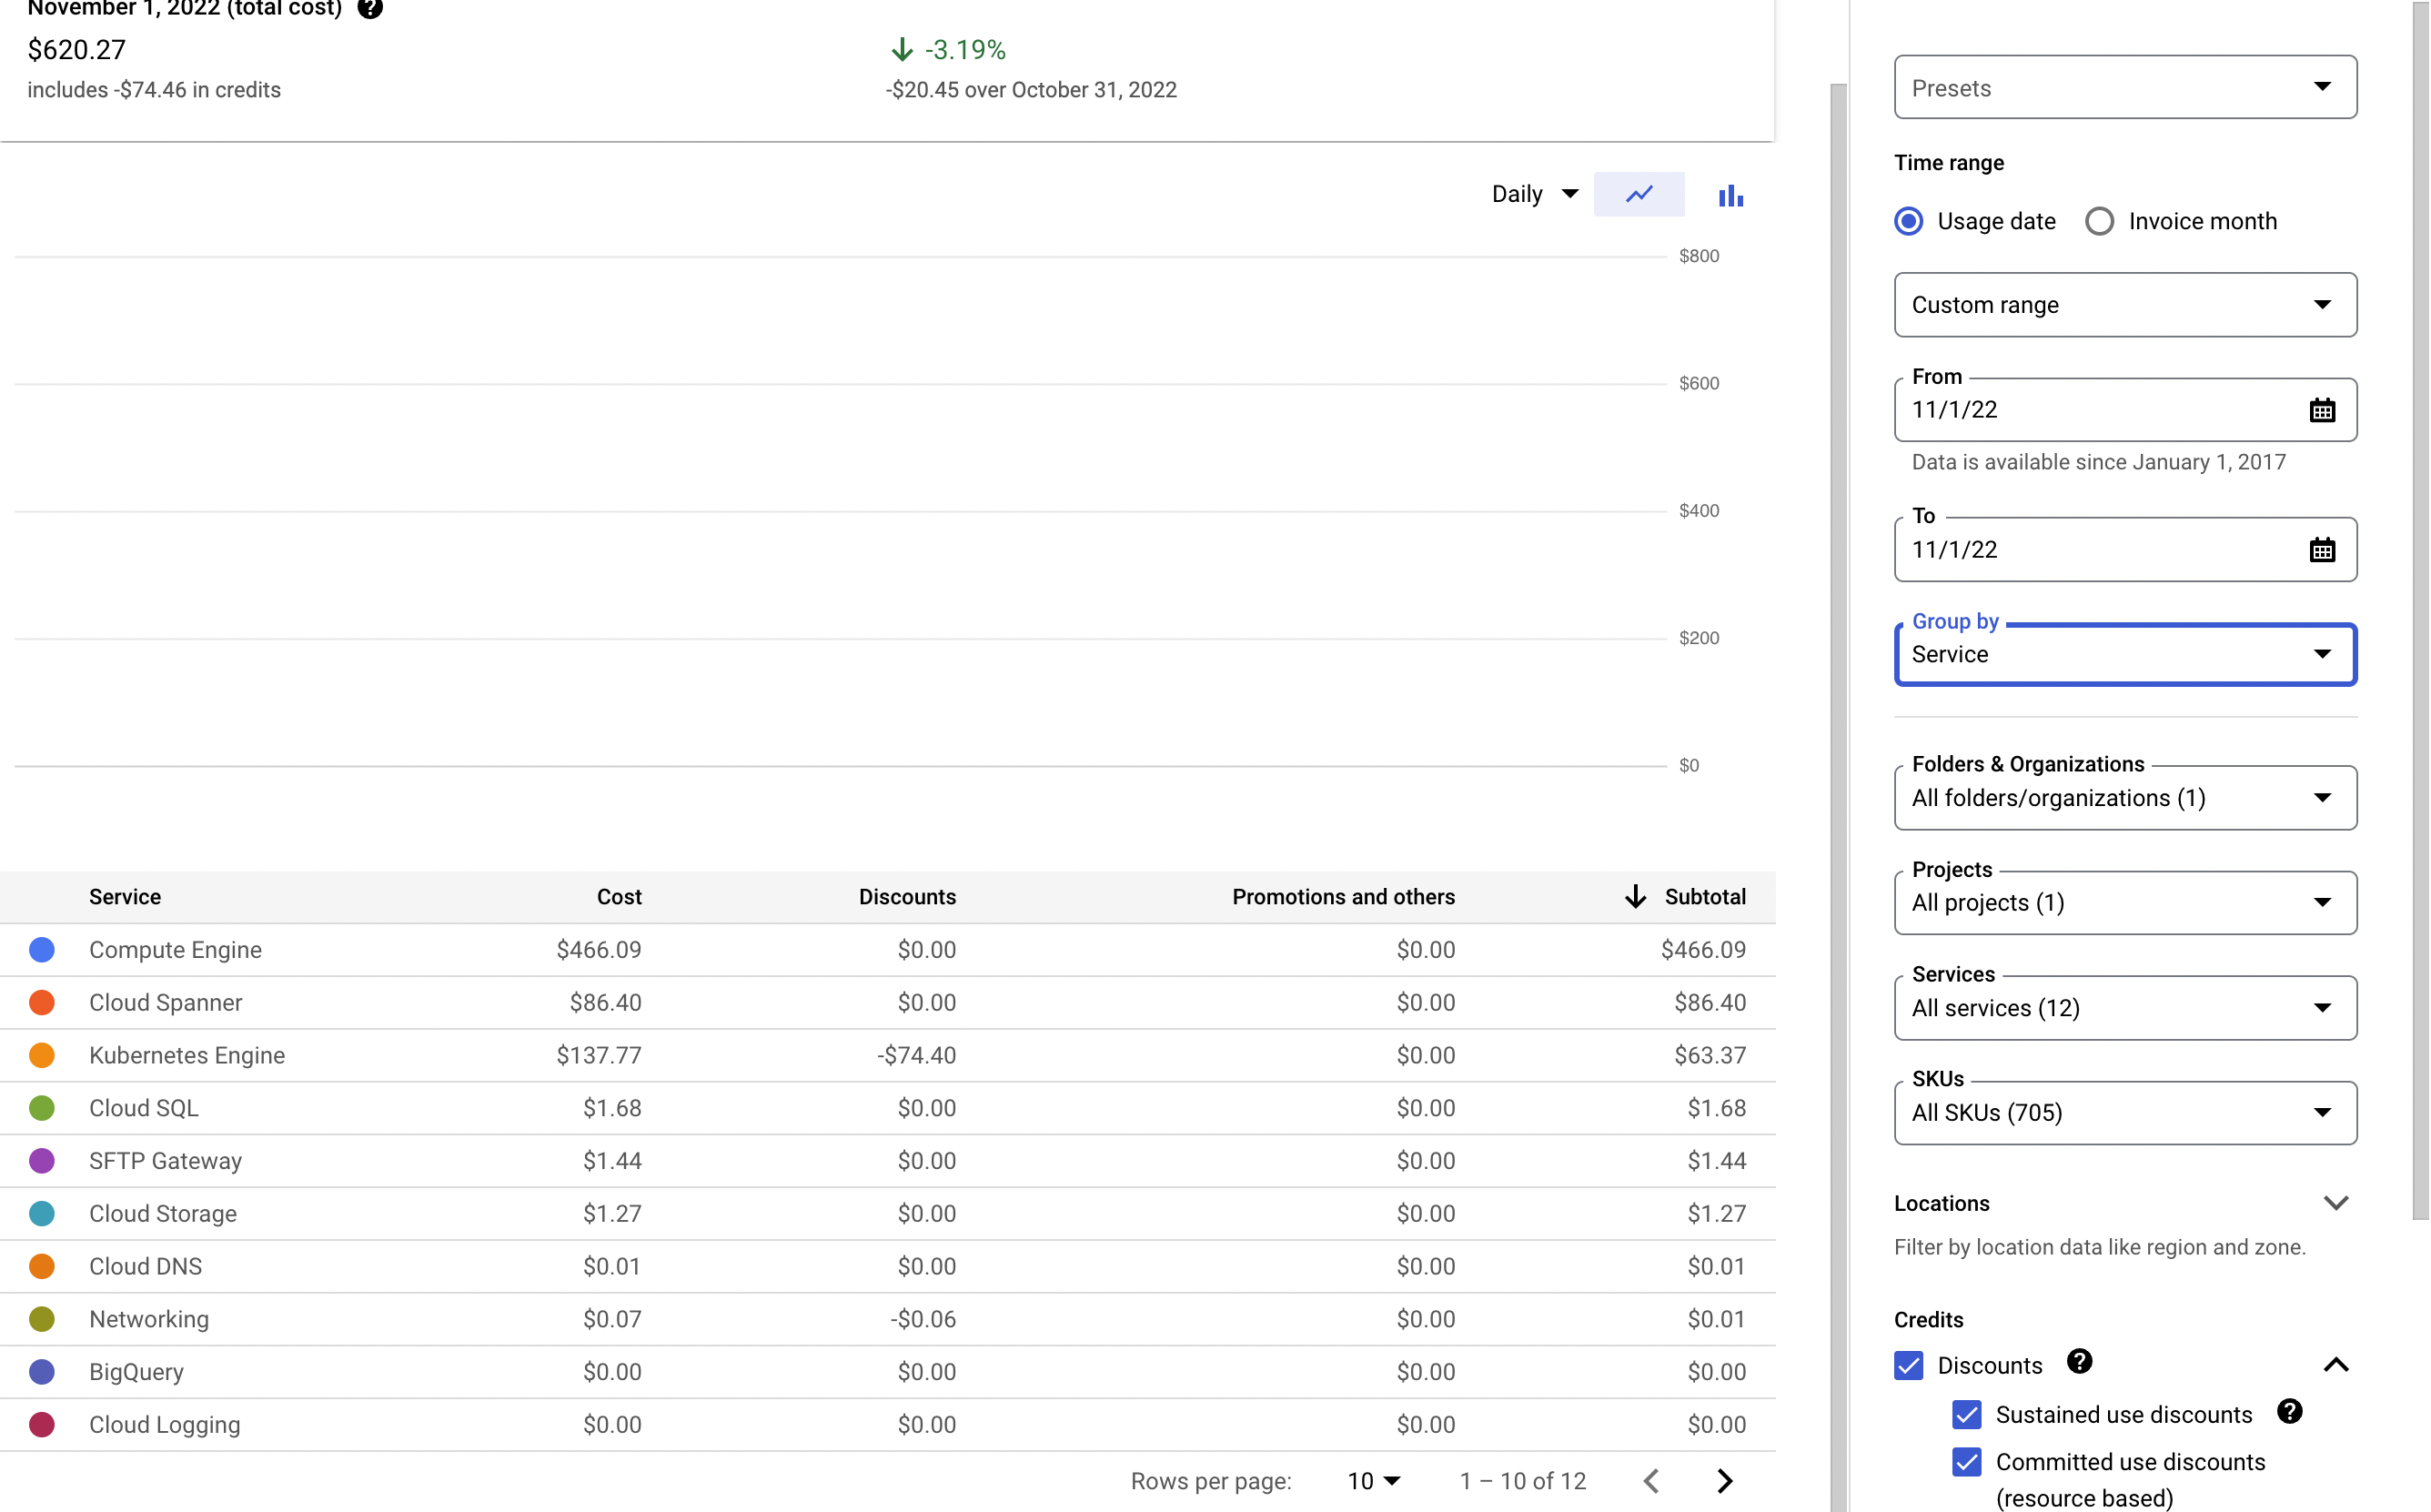 November 1, 2022 (total cost) ?
$620.27
includes -$74.46 in credits
-3.19%
-$20.45 over October 31, 2022
Daily
$800
$600
$400
$200
$0
Service Cost Discounts Promotions and others Subtotal
Compute Engine $466.09 $0.00 $0.00 $466.09
Cloud Spanner $86.40 $0.00 $0.00 $86.40
Kubernetes Engine $137.77 -$74.40 $0.00 $63.37
Cloud SQL $1.68 $0.00 $0.00 $1.68
SFTP Gateway $1.44 $0.00 $0.00 $1.44
Cloud Storage $1.27 $0.00 $0.00 $1.27
Cloud DNS $0.01 $0.00 $0.00 $0.01
Networking $0.07 -$0.06 $0.00 $0.01
BigQuery $0.00 $0.00 $0.00 $0.00
Cloud Logging $0.00 $0.00 $0.00 $0.00
Rows per page: 10 1 – 10 of 12
Presets
Time range
Usage date Invoice month
Custom range
From
11/1/22
Data is available since January 1, 2017
To
11/1/22
Group by
Service
Folders & Organizations
All folders/organizations (1)
Projects
All projects (1)
Services
All services (12)
SKUs
All SKUs (705)
Locations
Filter by location data like region and zone.
Credits
Discounts ?
Sustained use discounts ?
Committed use discounts
(resource based)